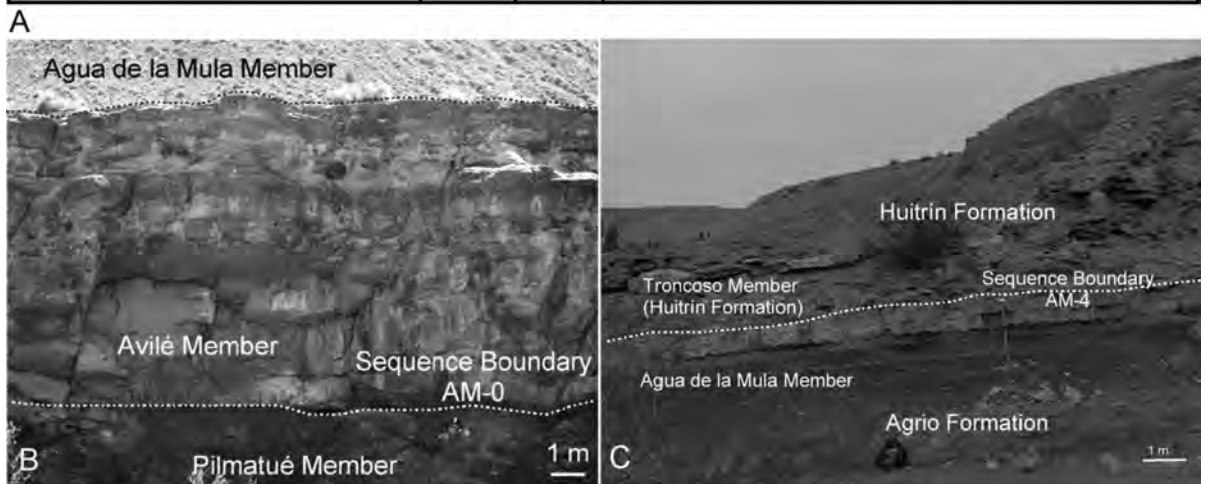 A
Agua de la Mula Member
Avilé Member
Sequence Boundary
AM-0
Pilmatué Member
B
1 m
Huitrín Formation
Troncoso Member
(Huitrín Formation)
Sequence Boundary
AM-4
Agua de la Mula Member
Agrio Formation
C
1 m